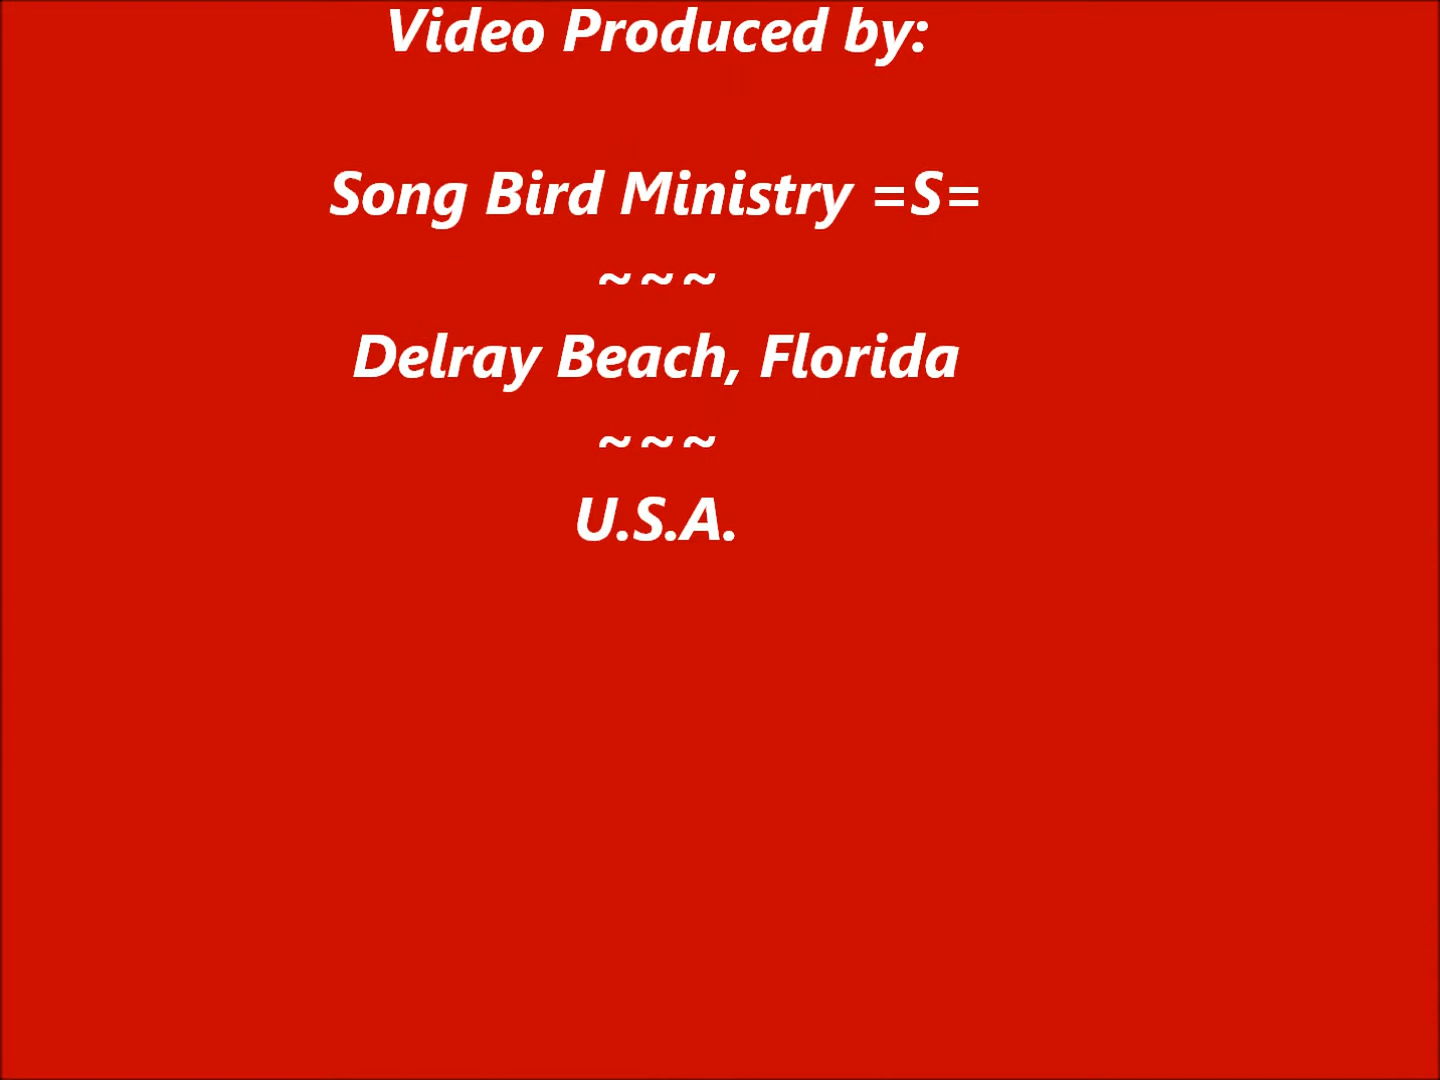 Video Produced by:
Song Bird Ministry =S=
~~~
Delray Beach, Florida
~~~
U.S.A.